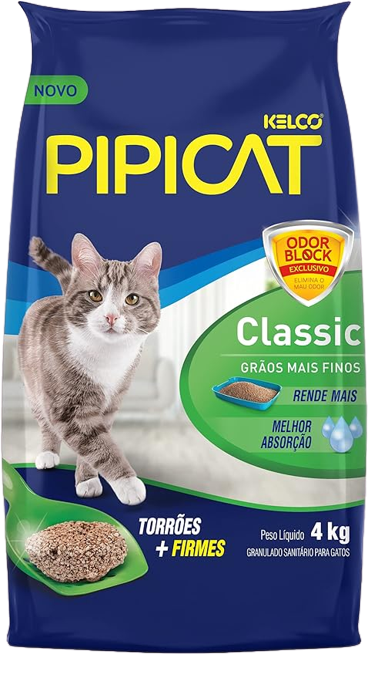 NOVO
KELCO®
PIPICAT
ODOR
BLOCK
EXCLUSIVO
ELIMINA O
MAU ODOR
Classic
GRÃOS MAIS FINOS
RENDE MAIS
MELHOR
ABSORÇÃO
TORRÕES
+ FIRMES
Peso Líquido 4 kg
GRANULADO SANITÁRIO PARA GATOS